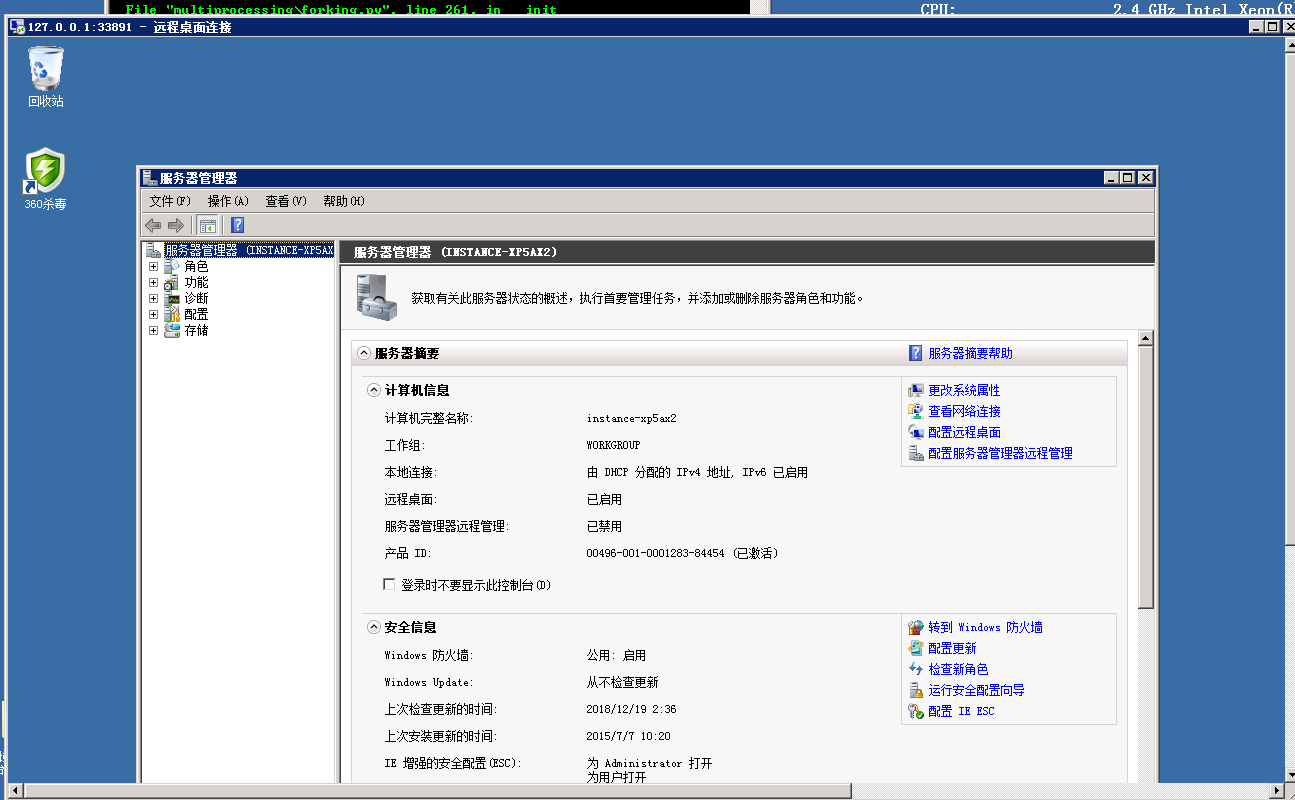 File "multiprocessing\forking.py", line 261, in __init__
CPU: 2.4 GHz Intel Xeon(R
127.0.0.1:33891 - 远程桌面连接
回收站
360杀毒
服务器管理器
文件(F) 操作(A) 查看(V) 帮助(H)
服务器管理器 (INSTANCE-XP5AX
角色
功能
诊断
配置
存储
服务器管理器 (INSTANCE-XP5AX2)
获取有关此服务器状态的概述，执行首要管理任务，并添加或删除服务器角色和功能。
服务器摘要
服务器摘要帮助
计算机信息
计算机完整名称: instance-xp5ax2
工作组: WORKGROUP
本地连接: 由 DHCP 分配的 IPv4 地址, IPv6 已启用
远程桌面: 已启用
服务器管理器远程管理: 已禁用
产品 ID: 00496-001-0001283-84454 (已激活)
登录时不要显示此控制台(D)
更改系统属性
查看网络连接
配置远程桌面
配置服务器管理器远程管理
安全信息
Windows 防火墙: 公用: 启用
Windows Update: 从不检查更新
上次检查更新的时间: 2018/12/19 2:36
上次安装更新的时间: 2015/7/7 10:20
IE 增强的安全配置(ESC): 为 Administrator 打开
为用户打开
转到 Windows 防火墙
配置更新
检查新角色
运行安全配置向导
配置 IE ESC